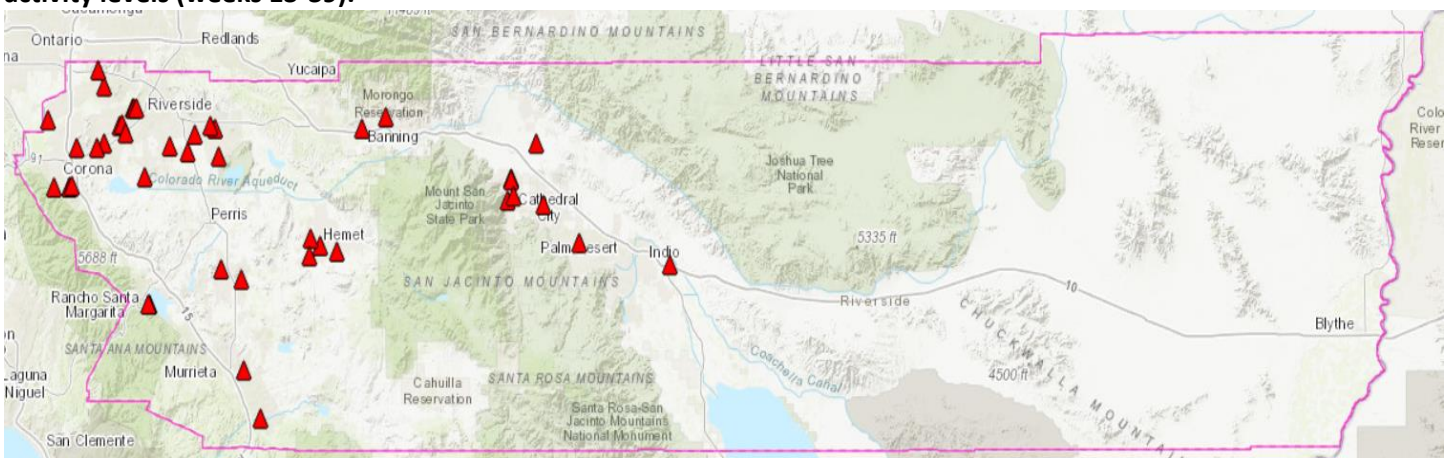 activity levels
Ontario
Redlands
SAN BERNARDINO MOUNTAINS
Yucaipa
LITTLE SAN
BERNARDINO
MOUNTAINS
Morongo
Reservation
Riverside
Banning
Colo
River
Reser
91
Corona
Joshua Tree
National
Park
Colorado River Aqueduct
Mount San
Jacinto
State Park
Cathedral
City
Perris
Hemet
5335 ft
Palm Desert
Indio
5688 ft
SAN JACINTO MOUNTAINS
Rancho Santa
Margarita
15
10
Riverside
CHUCKWALLA MOUNTAINS
Blythe
SANTA ANA MOUNTAINS
Murrieta
Laguna
Niguel
Cahuilla
Reservation
SANTA ROSA MOUNTAINS
Coachella Canal
4500 ft
Santa Rosa-San
Jacinto Mountains
National Monument
San Clemente